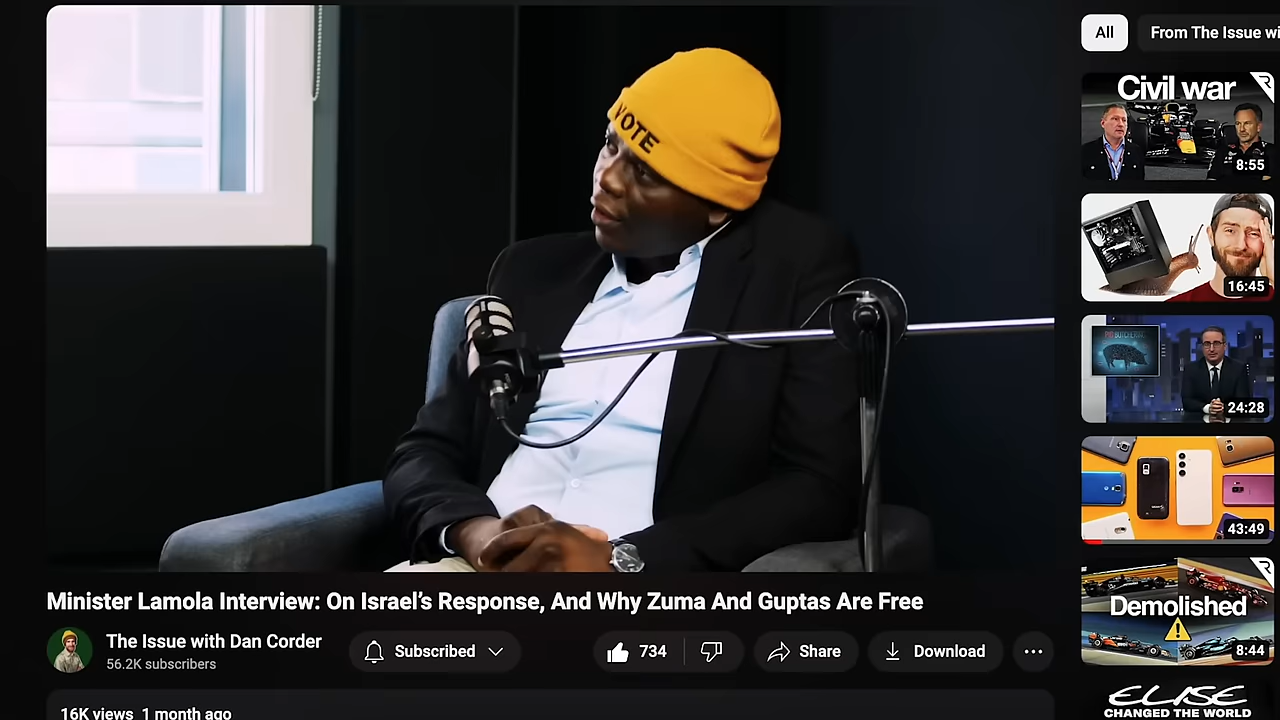 VOTE
Minister Lamola Interview: On Israel's Response, And Why Zuma And Guptas Are Free
The Issue with Dan Corder
56.2K subscribers
Subscribed
734
Share
Download
16K views 1 month ago
All
From The Issue wi
Civil war
8:55
16:45
24:28
43:49
Demolished
8:44
ELISE
CHANGED THE WORLD